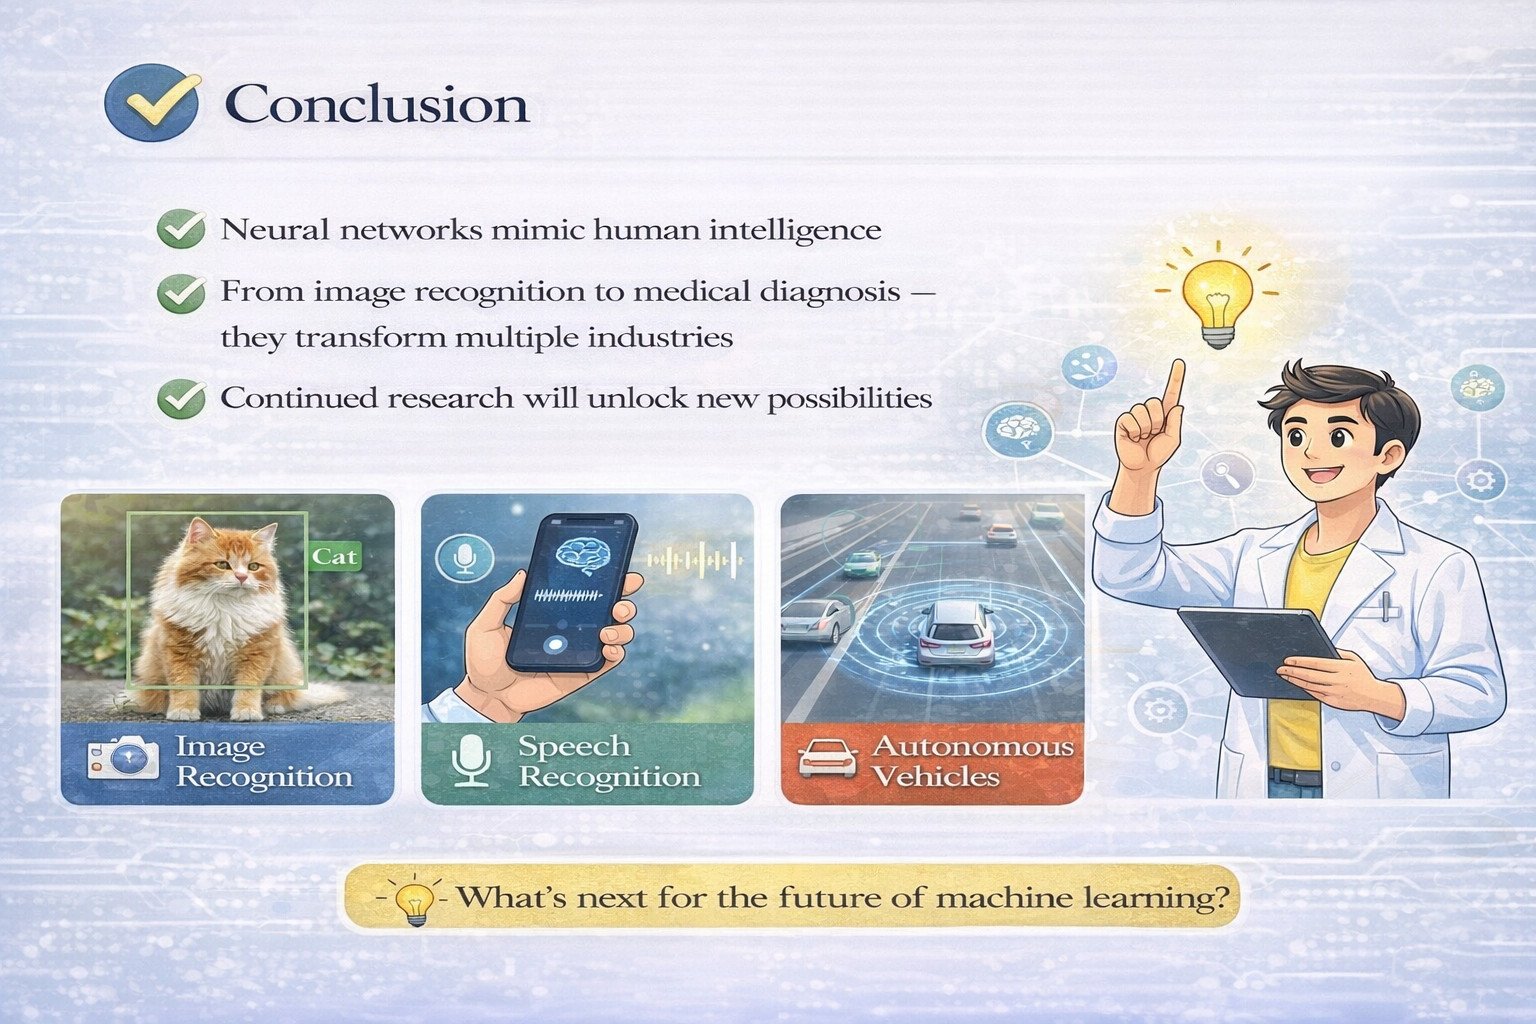 Conclusion
Neural networks mimic human intelligence
From image recognition to medical diagnosis —
they transform multiple industries
Continued research will unlock new possibilities
Cat
Image
Recognition
Speech
Recognition
Autonomous
Vehicles
What's next for the future of machine learning?